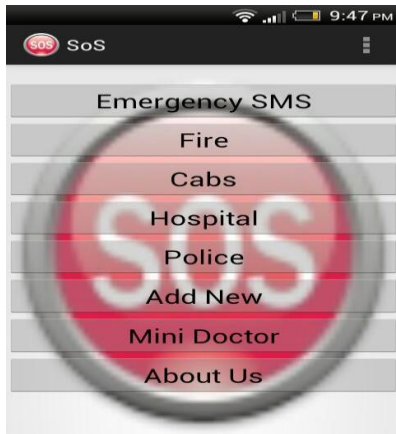 9:47 PM
SOS SoS
Emergency SMS
Fire
Cabs
Hospital
Police
Add New
Mini Doctor
About Us
SOS